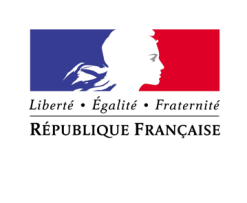 Liberté • Égalité • Fraternité
RÉPUBLIQUE FRANÇAISE